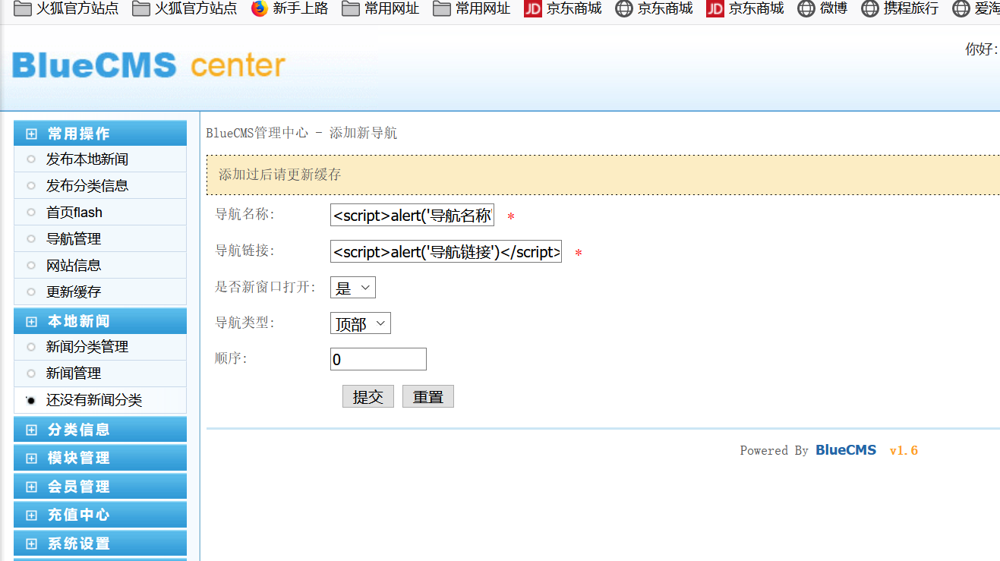 火狐官方站点 火狐官方站点 新手上路 常用网址 常用网址 JD 京东商城 京东商城 JD 京东商城 微博 携程旅行 爱淘
BlueCMS center
你好:
常用操作
发布本地新闻
发布分类信息
首页flash
导航管理
网站信息
更新缓存
本地新闻
新闻分类管理
新闻管理
还没有新闻分类
分类信息
模块管理
会员管理
充值中心
系统设置
BlueCMS管理中心 - 添加新导航
添加过后请更新缓存
导航名称: <script>alert('导航名称' *
导航链接: <script>alert('导航链接')</script> *
是否新窗口打开: 是
导航类型: 顶部
顺序: 0
提交 重置
Powered By BlueCMS v1.6